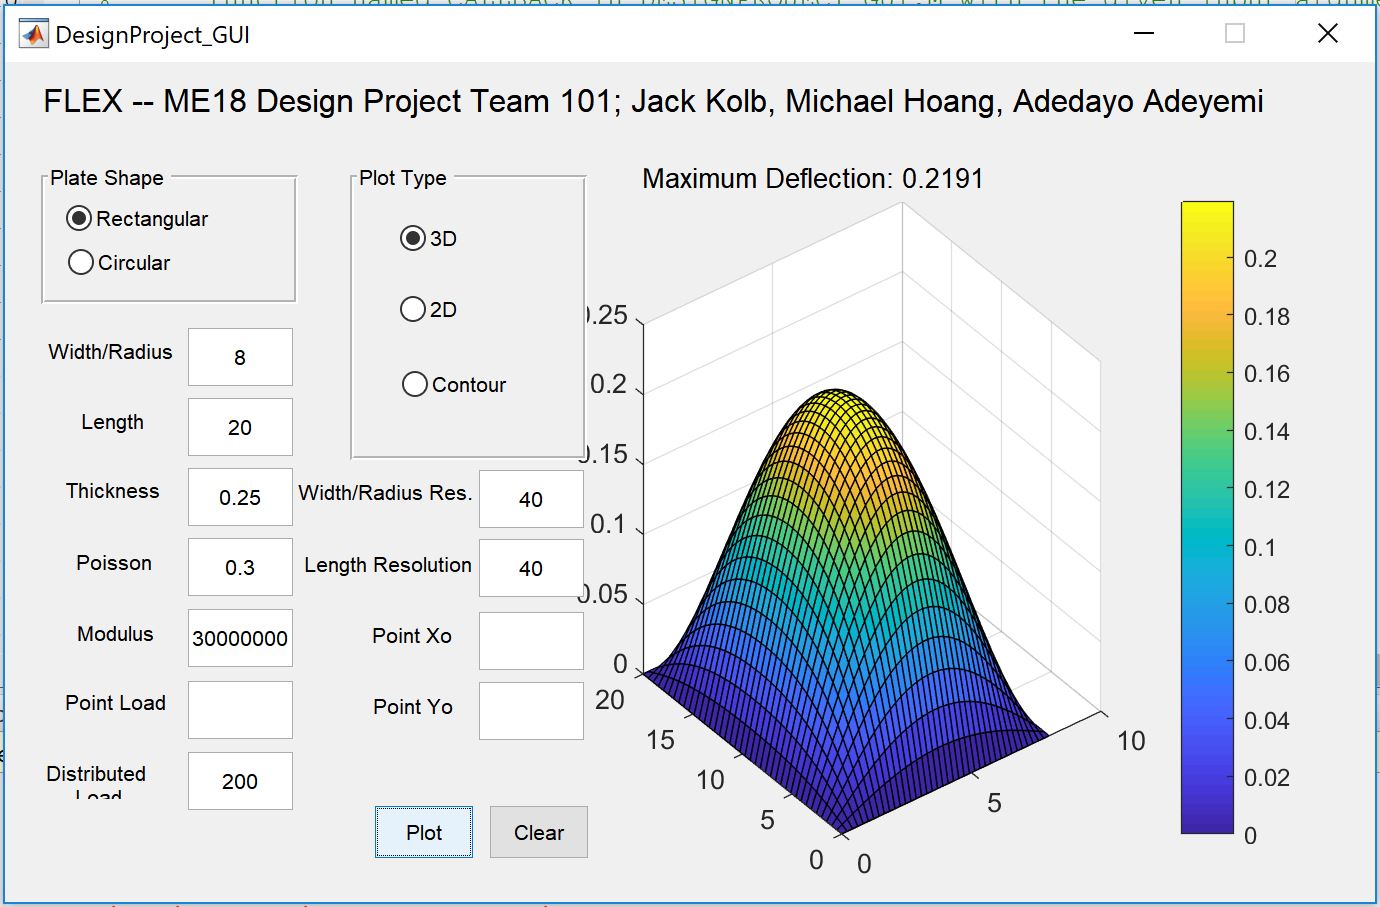 DesignProject_GUI
FLEX -- ME18 Design Project Team 101; Jack Kolb, Michael Hoang, Adedayo Adeyemi
Plate Shape
Rectangular
Circular
Width/Radius 8
Length 20
Thickness 0.25
Poisson 0.3
Modulus 30000000
Point Load
Distributed Load 200
Plot Type
3D
2D
Contour
Width/Radius Res. 40
Length Resolution 40
Point Xo
Point Yo
Plot Clear
Maximum Deflection: 0.2191
0.25
0.2
0.15
0.1
0.05
0
20
15
10
5
0
0
5
10
0.2
0.18
0.16
0.14
0.12
0.1
0.08
0.06
0.04
0.02
0